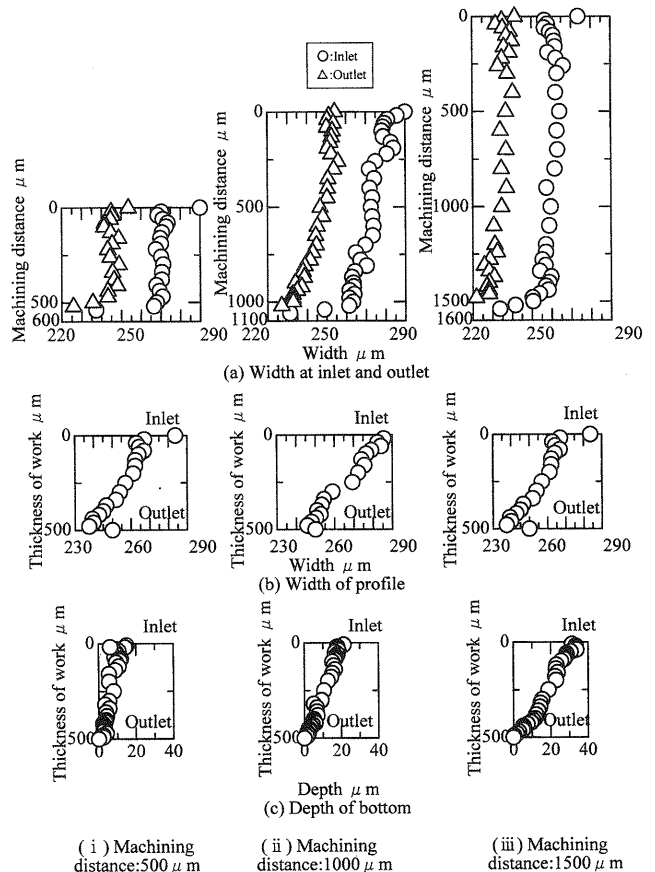 ○:Inlet
△:Outlet
Machining distance μm
0
500
600
220 250
Machining distance μm
0
500
1000
1100
220 250 290
Width μm
Machining distance μm
0
500
1000
1500
1600
220 250 290
(a) Width at inlet and outlet
Thickness of work μm
0
500
Inlet
Outlet
230 260 290
Thickness of work μm
0
500
Inlet
Outlet
230 260 290
Width μm
Thickness of work μm
0
500
Inlet
Outlet
230 260 290
(b) Width of profile
Thickness of work μm
0
500
Inlet
Outlet
0 20 40
Thickness of work μm
0
500
Inlet
Outlet
0 20 40
Depth μm
Thickness of work μm
0
500
Inlet
Outlet
0 20 40
(c) Depth of bottom
(ⅰ) Machining
distance:500 μm
(ⅱ) Machining
distance:1000 μm
(ⅲ) Machining
distance:1500 μm